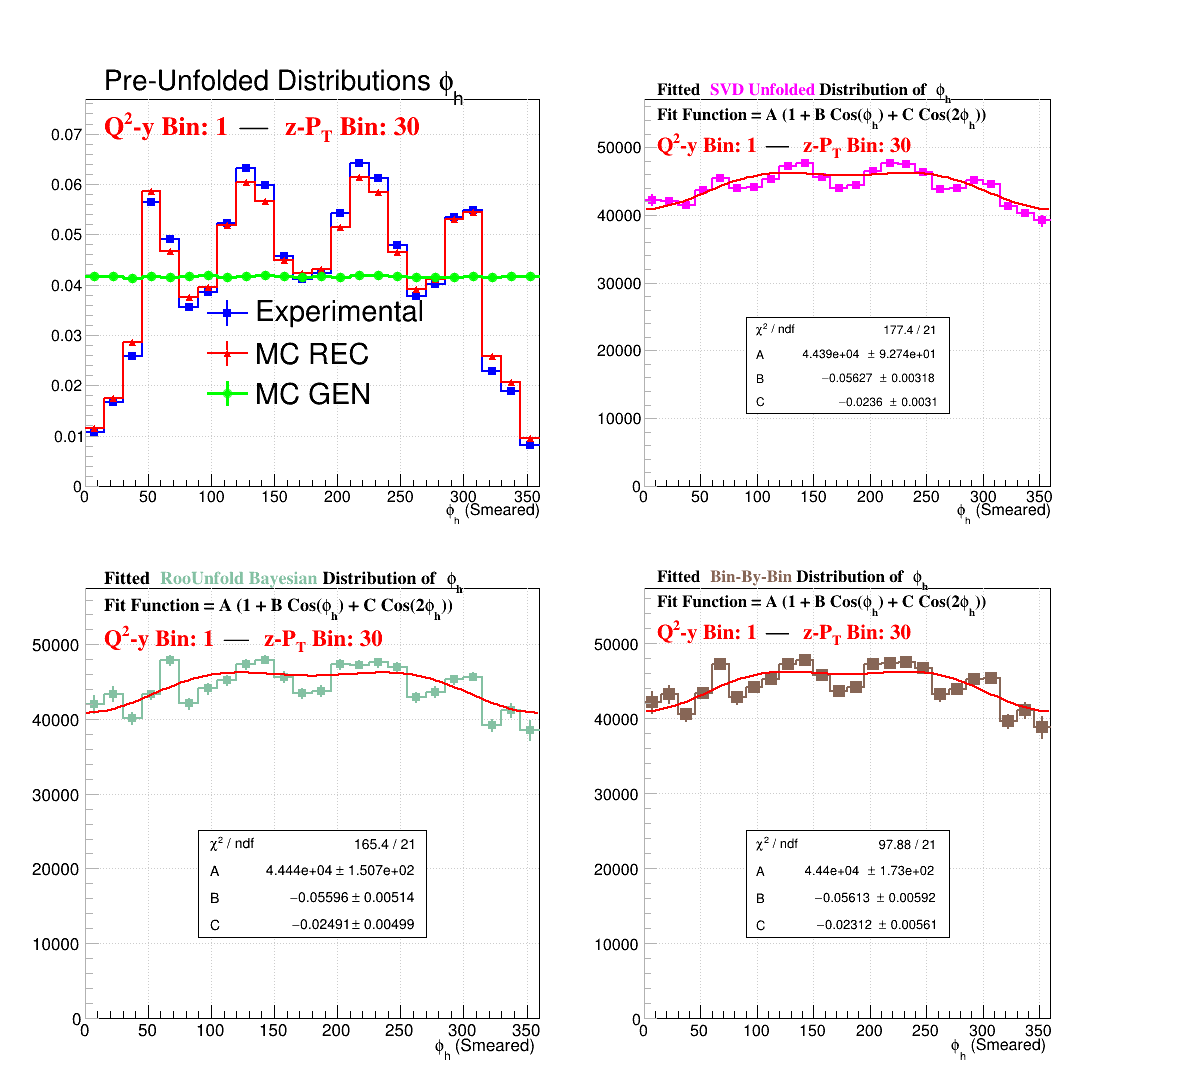 Pre-Unfolded Distributions ϕh
Q2-y Bin: 1 — z-PT Bin: 30
0.07
0.06
0.05
0.04
0.03
0.02
0.01
0
Experimental
MC REC
MC GEN
0 50 100 150 200 250 300 350
ϕh (Smeared)
Fitted SVD Unfolded Distribution of ϕh
Fit Function = A (1 + B Cos(ϕh) + C Cos(2ϕh))
Q2-y Bin: 1 — z-PT Bin: 30
50000
40000
30000
20000
10000
0
χ2 / ndf 177.4 / 21
A 4.439e+04 ± 9.274e+01
B −0.05627 ± 0.00318
C −0.0236 ± 0.0031
0 50 100 150 200 250 300 350
ϕh (Smeared)
Fitted RooUnfold Bayesian Distribution of ϕh
Fit Function = A (1 + B Cos(ϕh) + C Cos(2ϕh))
Q2-y Bin: 1 — z-PT Bin: 30
50000
40000
30000
20000
10000
0
χ2 / ndf 165.4 / 21
A 4.444e+04 ± 1.507e+02
B −0.05596 ± 0.00514
C −0.02491 ± 0.00499
0 50 100 150 200 250 300 350
ϕh (Smeared)
Fitted Bin-By-Bin Distribution of ϕh
Fit Function = A (1 + B Cos(ϕh) + C Cos(2ϕh))
Q2-y Bin: 1 — z-PT Bin: 30
50000
40000
30000
20000
10000
0
χ2 / ndf 97.88 / 21
A 4.44e+04 ± 1.73e+02
B −0.05613 ± 0.00592
C −0.02312 ± 0.00561
0 50 100 150 200 250 300 350
ϕh (Smeared)